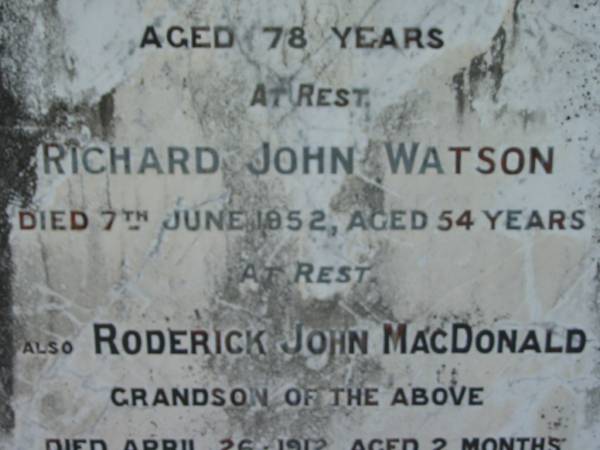 AGED 78 YEARS
AT REST.
RICHARD JOHN WATSON
DIED 7TH JUNE 1952, AGED 54 YEARS
AT REST.
ALSO RODERICK JOHN MACDONALD
GRANDSON OF THE ABOVE
DIED APRIL 26, 1912, AGED 2 MONTHS